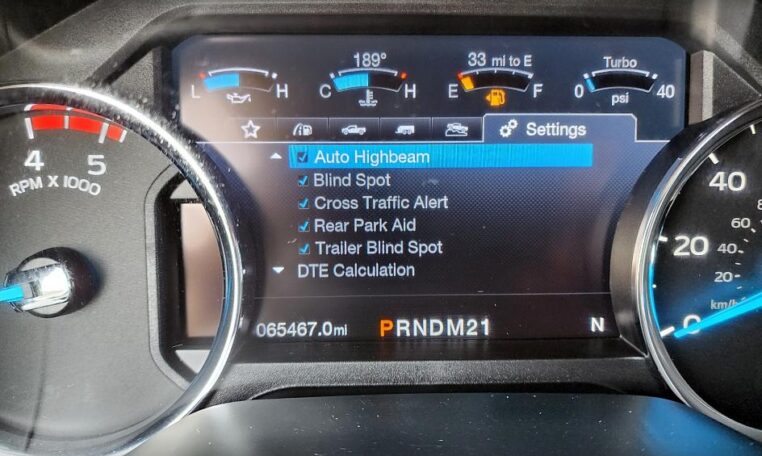 189° 33 mi to E Turbo
L H C H E F 0 psi 40
Settings
Auto Highbeam
Blind Spot
Cross Traffic Alert
Rear Park Aid
Trailer Blind Spot
DTE Calculation
065467.0mi PRNDM21 N
4 5
RPM X 1000
40
60
20 40
20
km/h
0